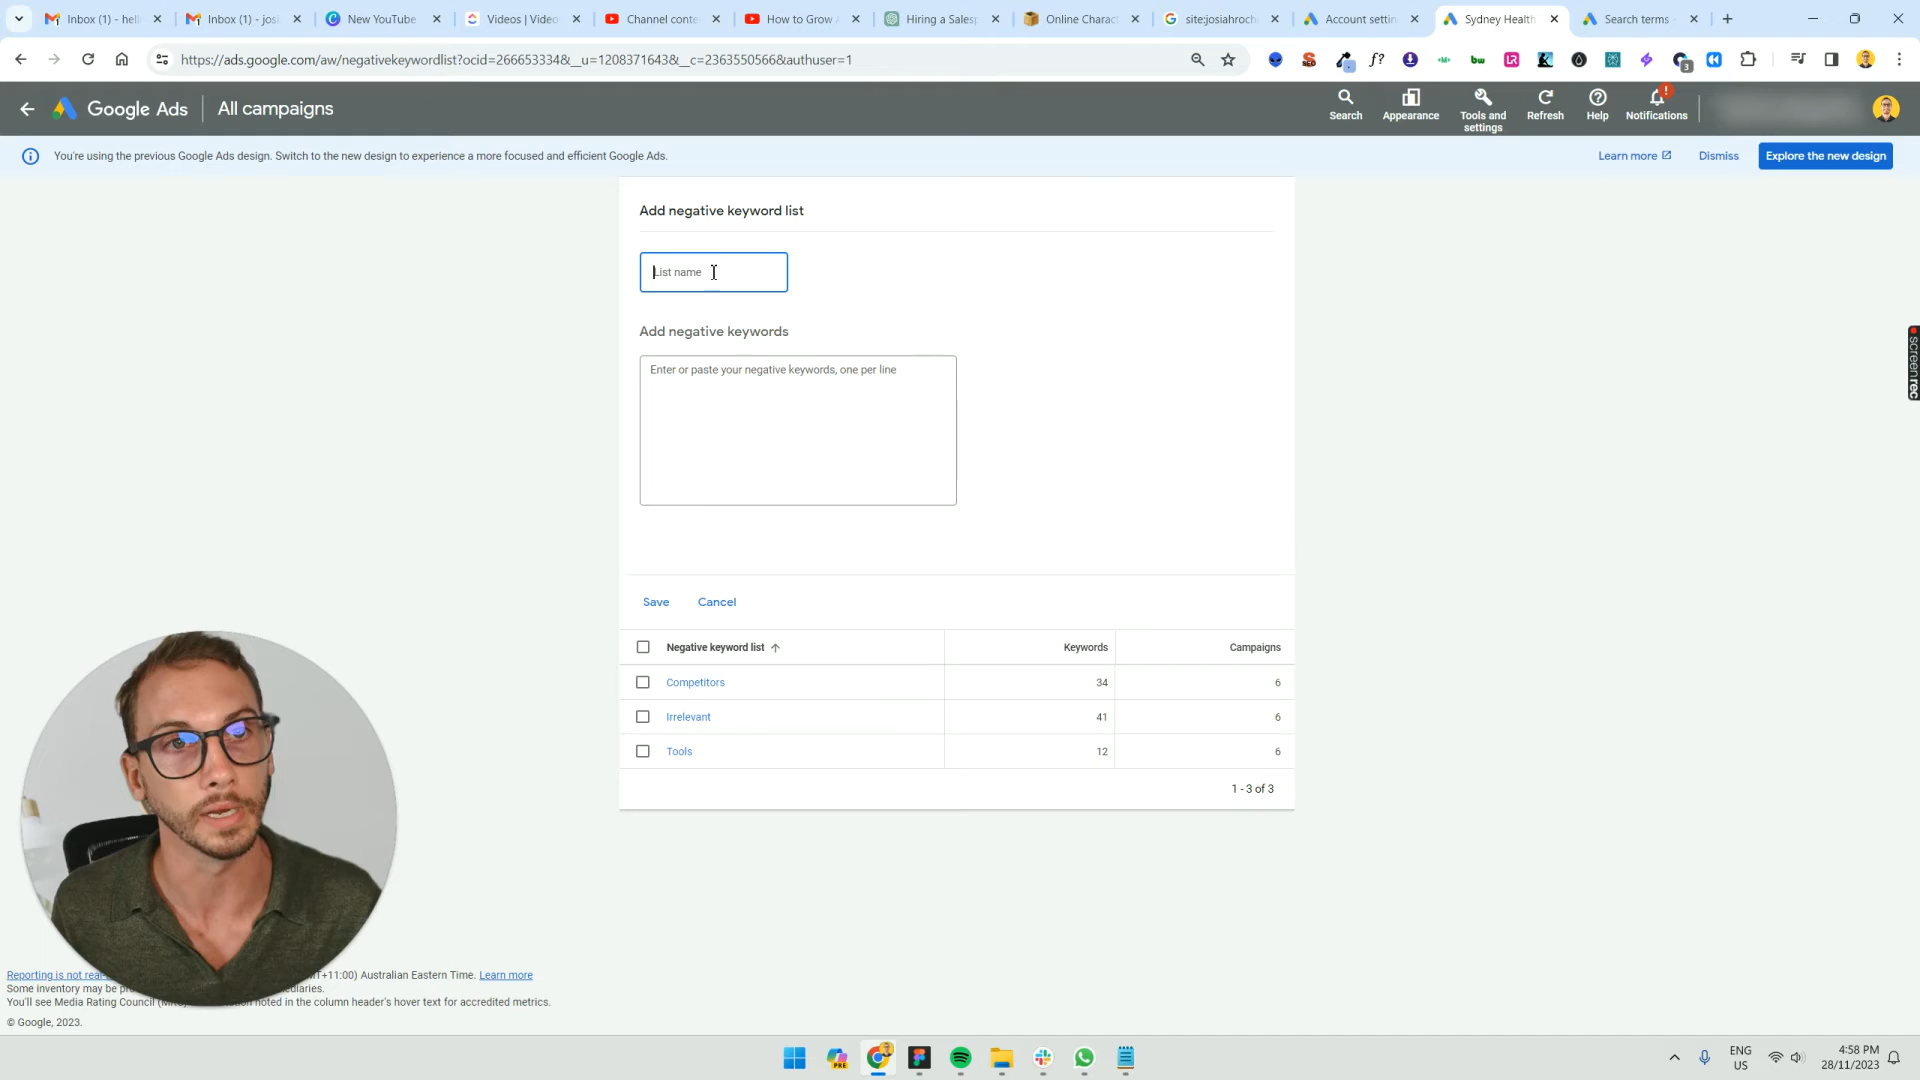 Inbox (1) - hell
Inbox (1) - josi
New YouTube
Videos | Video
Channel conte
How to Grow
Hiring a Salesp
Online Charac
site:josiahroch
Account settin
Sydney Health
Search terms
https://ads.google.com/aw/negativekeywordlist?ocid=266653334&__u=1208371643&__c=2363550566&authuser=1
Google Ads
All campaigns
Search
Appearance
Tools and
settings
Refresh
Help
Notifications
You're using the previous Google Ads design. Switch to the new design to experience a more focused and efficient Google Ads.
Learn more
Dismiss
Explore the new design
Add negative keyword list
List name
Add negative keywords
Enter or paste your negative keywords, one per line
Save
Cancel
Negative keyword list
Keywords
Campaigns
Competitors
34
6
Irrelevant
41
6
Tools
12
6
1 - 3 of 3
screenrec
Reporting is not real- T+11:00) Australian Eastern Time. Learn more
Some inventory may be diaries.
You'll see Media Rating Council noted in the column header's hover text for accredited metrics.
© Google, 2023.
ENG
US
4:58 PM
28/11/2023